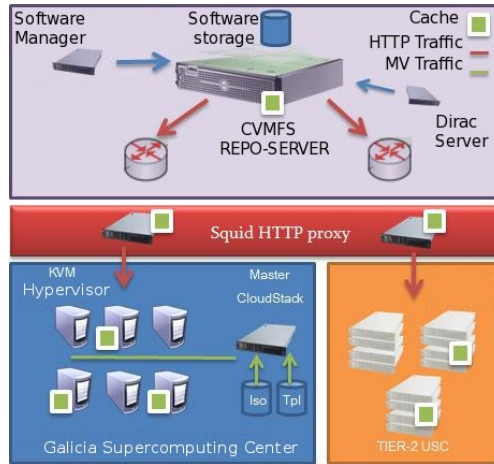 Software
Manager
Software
storage
Cache
HTTP Traffic
MV Traffic
CVMFS
REPO-SERVER
Dirac
Server
Squid HTTP proxy
KVM
Hypervisor
Master
CloudStack
Iso
Tpl
Galicia Supercomputing Center
TIER-2 USC